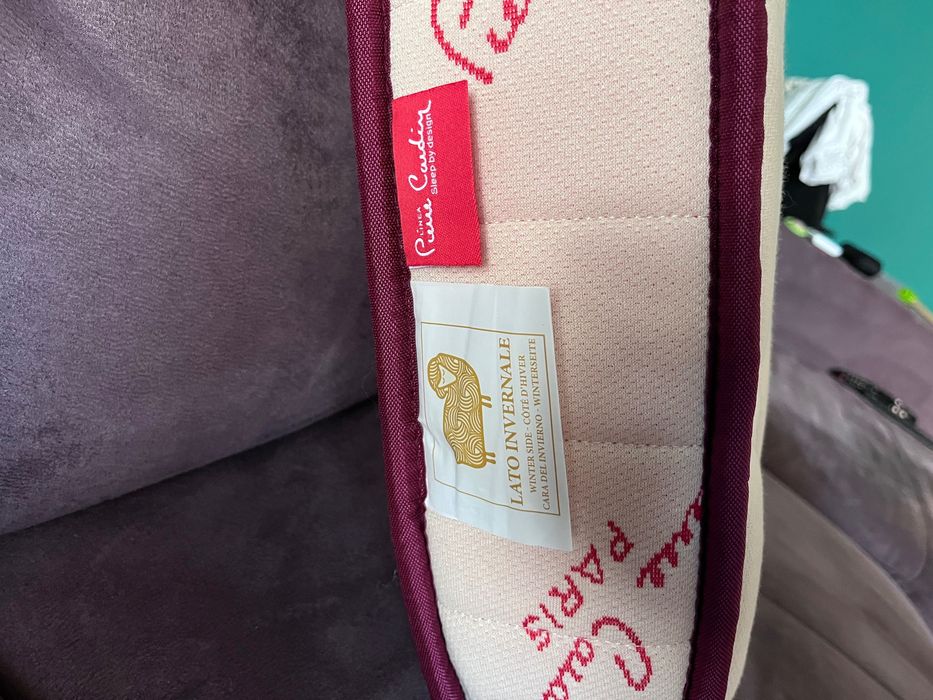 LINEA
Pierre Cardin
Sleep by design
LATO INVERNALE
WINTER SIDE - CÔTÉ D'HIVER
CARA DEL INVIERNO - WINTERSEITE
PARIS